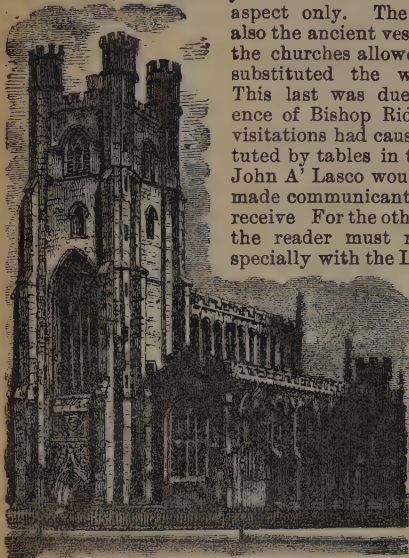 aspect only. The
also the ancient ves
the churches allowe
substituted the w
This last was due
ence of Bishop Rid
visitations had caus
tuted by tables in t
John A' Lasco wou
made communicant
receive For the oth
the reader must r
specially with the L